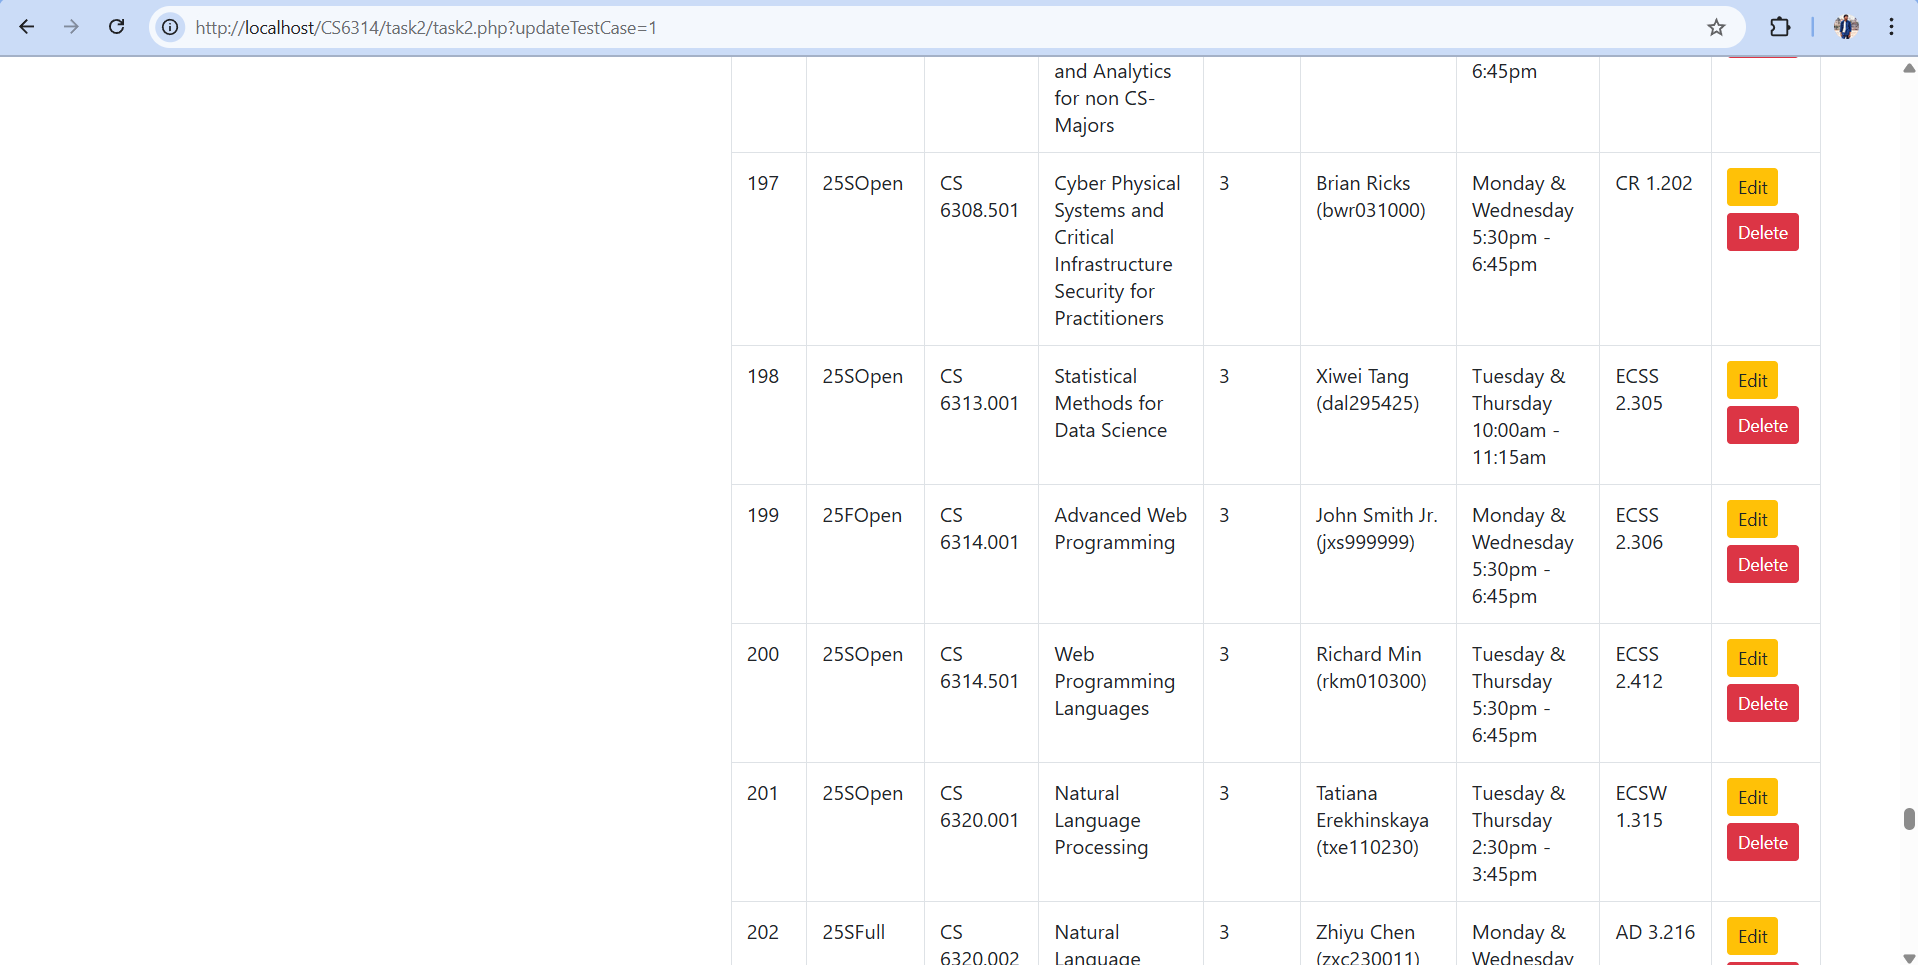 http://localhost/CS6314/task2/task2.php?updateTestCase=1
and Analytics
for non CS-
Majors
6:45pm
197
25SOpen
CS
6308.501
Cyber Physical
Systems and
Critical
Infrastructure
Security for
Practitioners
3
Brian Ricks
(bwr031000)
Monday &
Wednesday
5:30pm -
6:45pm
CR 1.202
Edit
Delete
198
25SOpen
CS
6313.001
Statistical
Methods for
Data Science
3
Xiwei Tang
(dal295425)
Tuesday &
Thursday
10:00am -
11:15am
ECSS
2.305
Edit
Delete
199
25FOpen
CS
6314.001
Advanced Web
Programming
3
John Smith Jr.
(jxs999999)
Monday &
Wednesday
5:30pm -
6:45pm
ECSS
2.306
Edit
Delete
200
25SOpen
CS
6314.501
Web
Programming
Languages
3
Richard Min
(rkm010300)
Tuesday &
Thursday
5:30pm -
6:45pm
ECSS
2.412
Edit
Delete
201
25SOpen
CS
6320.001
Natural
Language
Processing
3
Tatiana
Erekhinskaya
(txe110230)
Tuesday &
Thursday
2:30pm -
3:45pm
ECSW
1.315
Edit
Delete
202
25SFull
CS
6320.002
Natural
Language
3
Zhiyu Chen
(zxc230011)
Monday &
Wednesday
AD 3.216
Edit